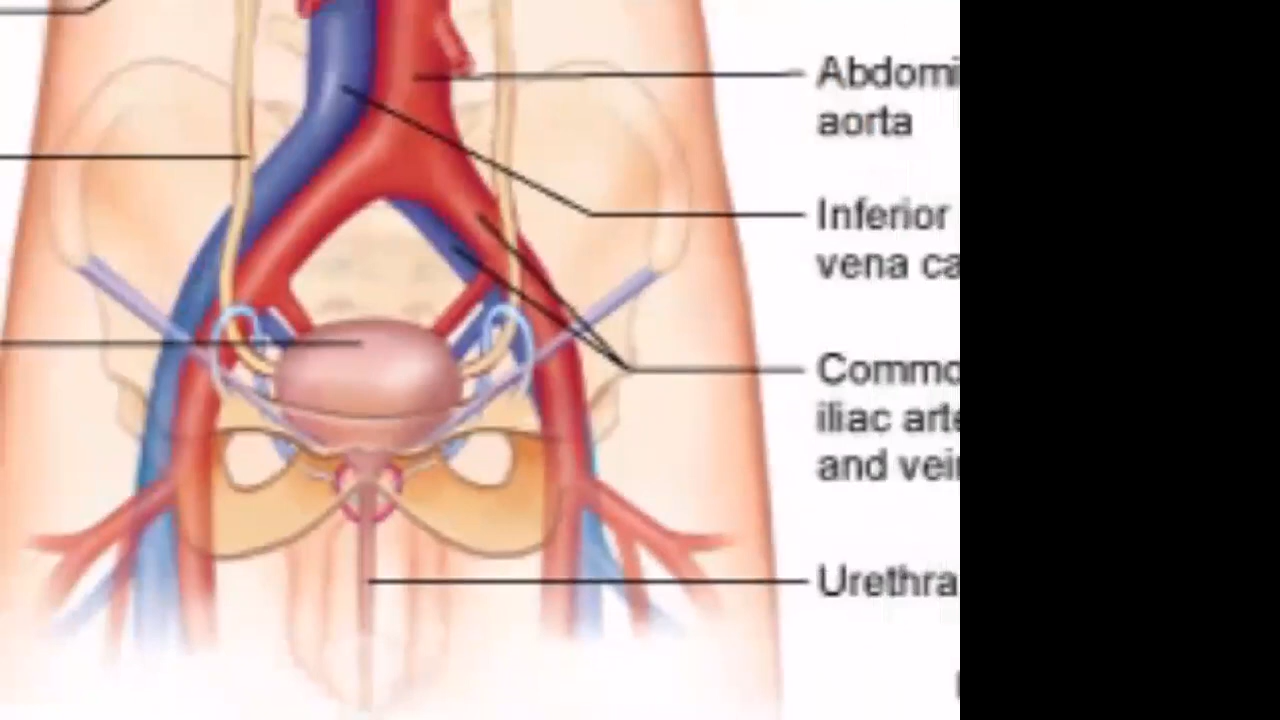 Abdomi
aorta
Inferior
vena ca
Commo
iliac arte
and vei
Urethra